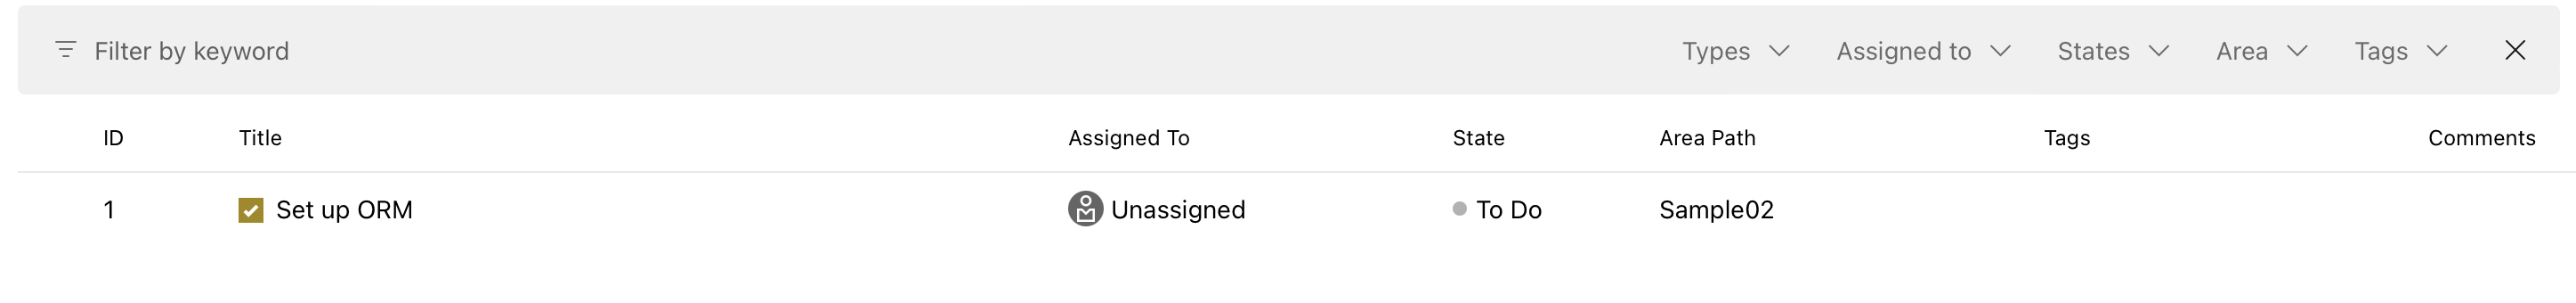 Filter by keyword Types Assigned to States Area Tags
ID Title Assigned To State Area Path Tags Comments
1 Set up ORM Unassigned To Do Sample02